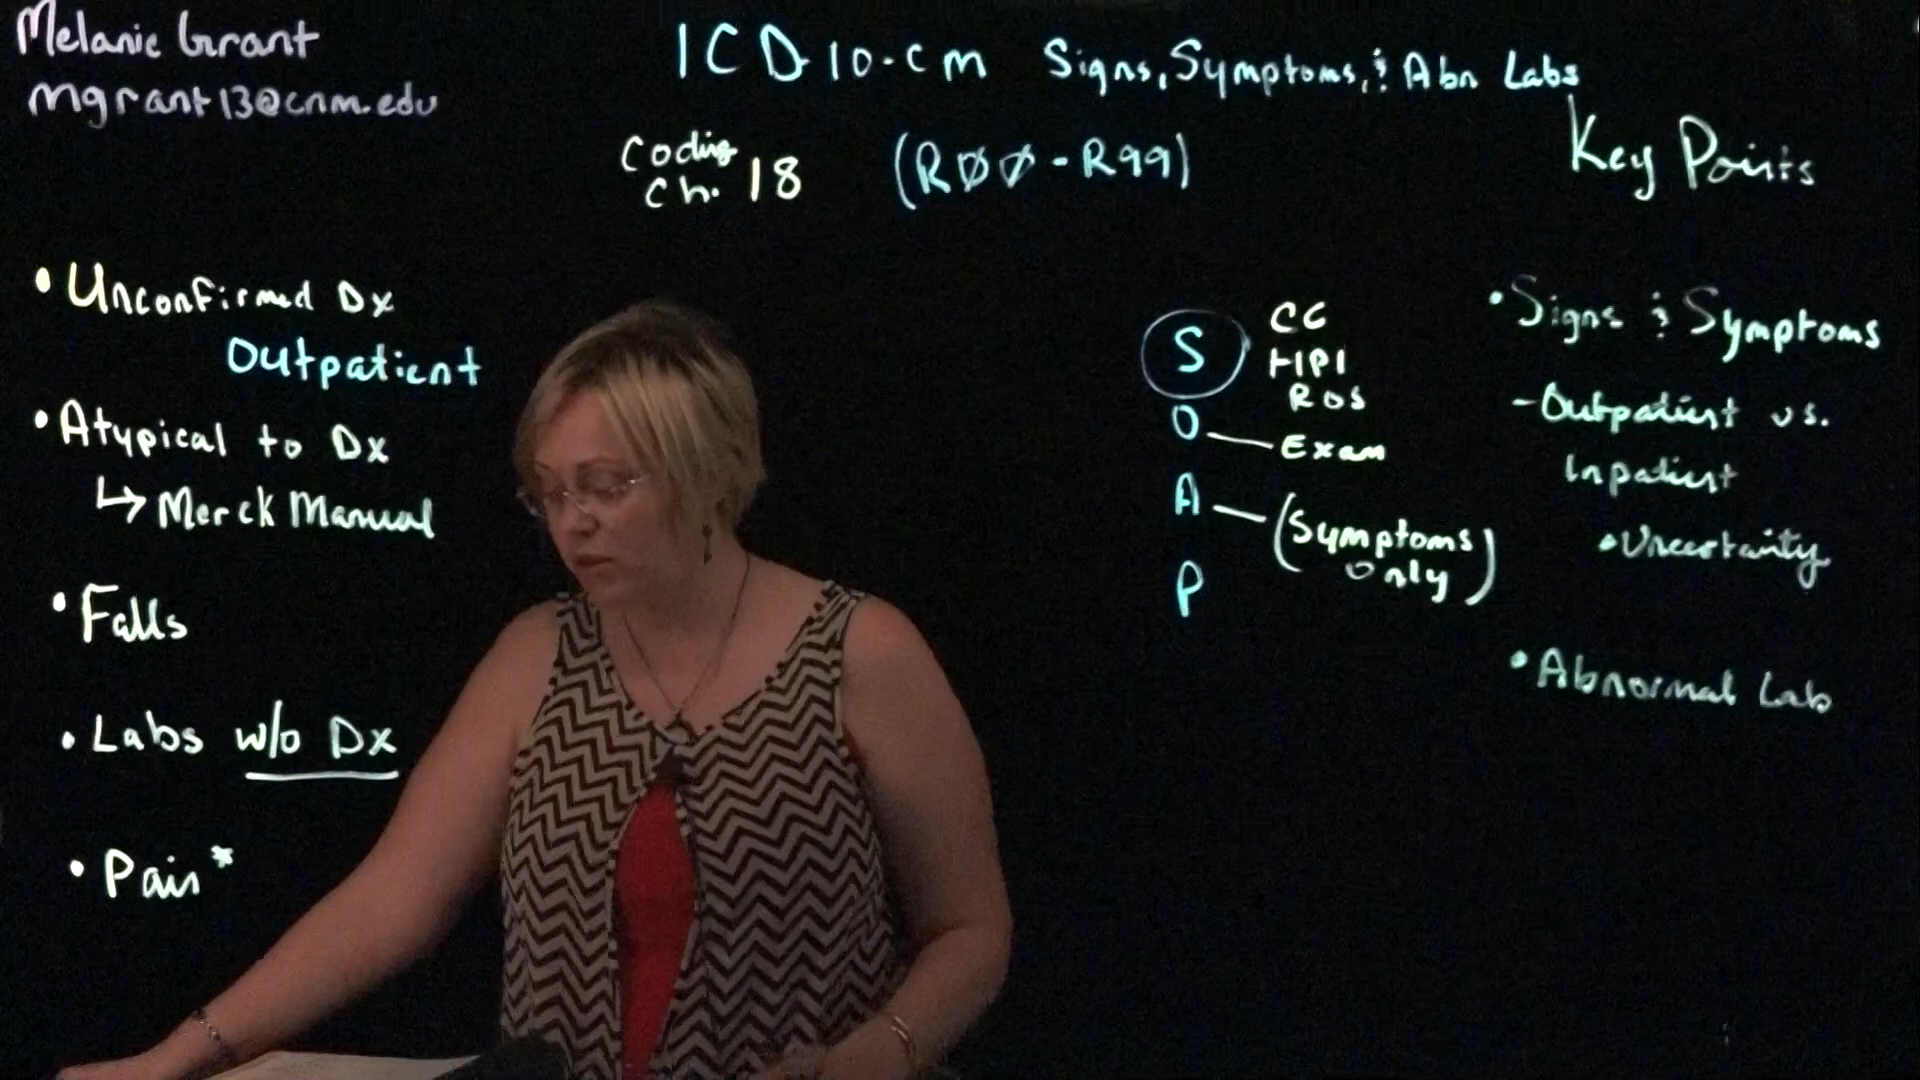 Melanie Grant
mgrant13@cnm.edu
ICD-10-CM Signs, Symptoms, & Abn Labs
Coding Ch. 18 (R00-R99)
Key Points
• Unconfirmed Dx
Outpatient
• Atypical to Dx
↳ Merck Manual
• Falls
• Labs w/o Dx
• Pain*
S CC
HPI
ROS
O — Exam
A — (Symptoms only)
P
• Signs & Symptoms
- Outpatient vs.
Inpatient
• Uncertainty
• Abnormal Lab